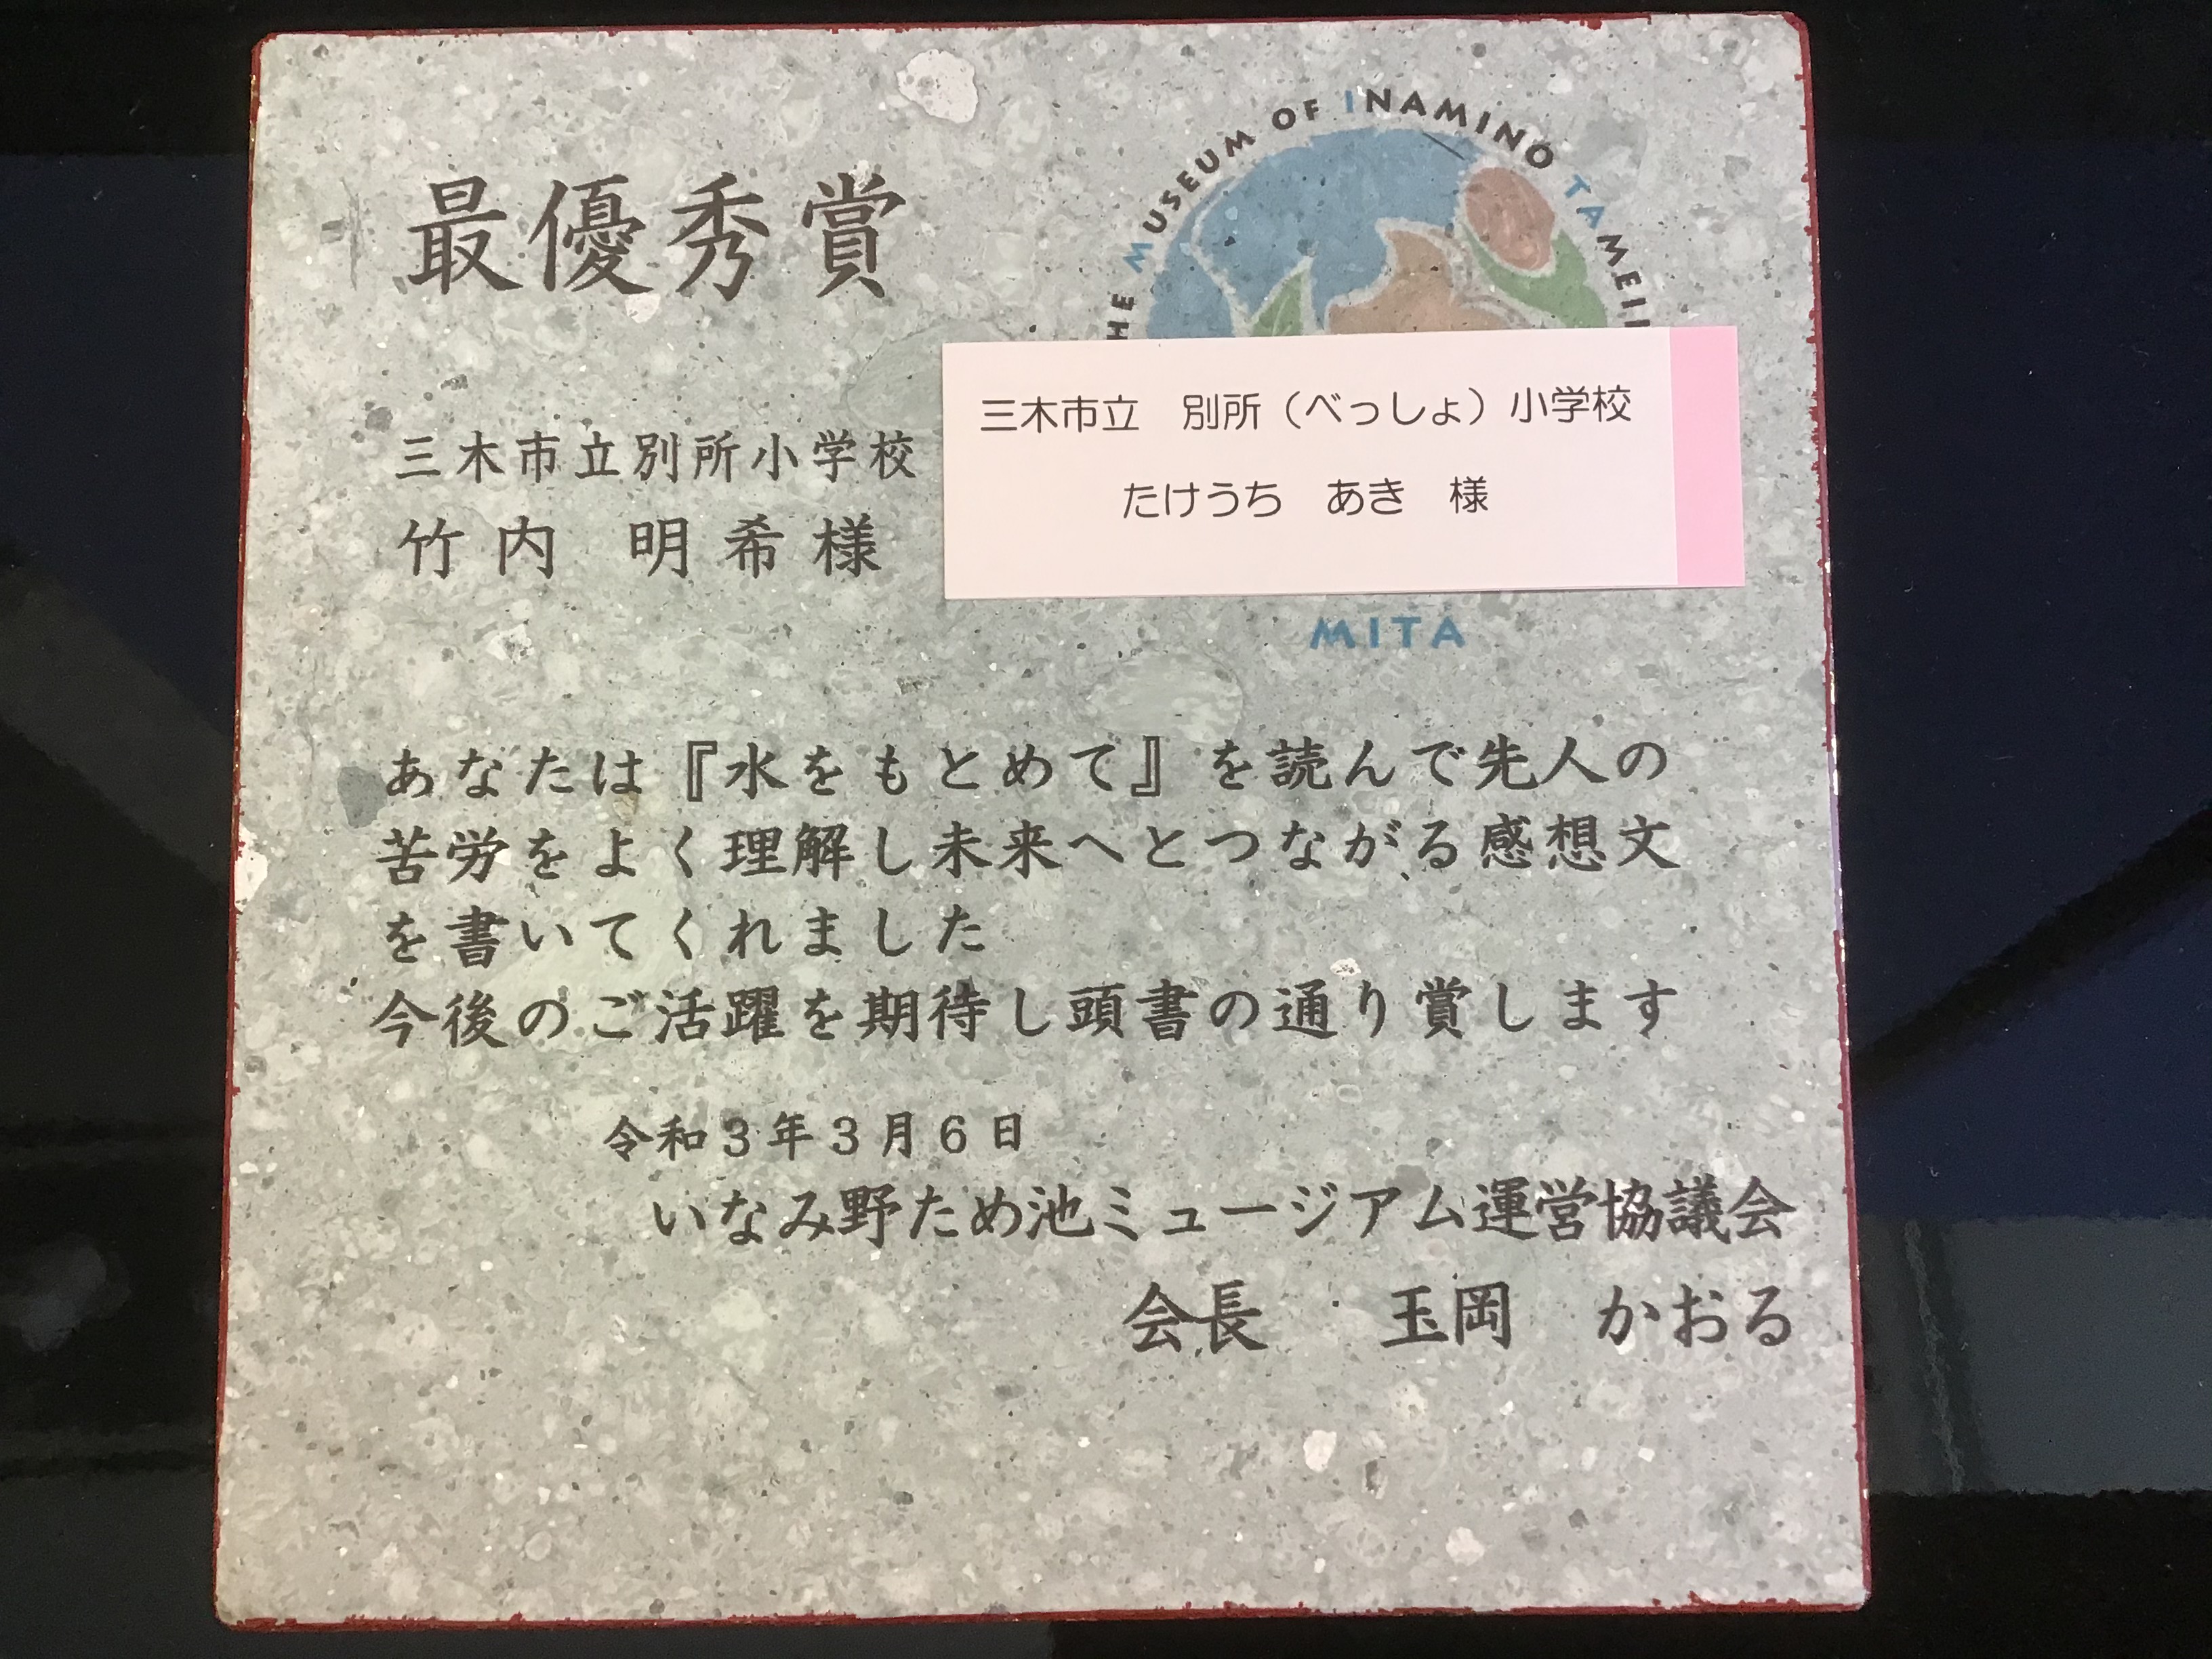 最優秀賞
HE MUSEUM OF INAMINO TAMEI
三木市立別所小学校
竹内 明希様
三木市立 別所（べっしょ）小学校
たけうち あき 様
MITA
あなたは『水をもとめて』を読んで先人の
苦労をよく理解し未来へとつながる感想文
を書いてくれました
今後のご活躍を期待し頭書の通り賞します
令和3年3月6日
いなみ野ため池ミュージアム運営協議会
会長 玉岡 かおる